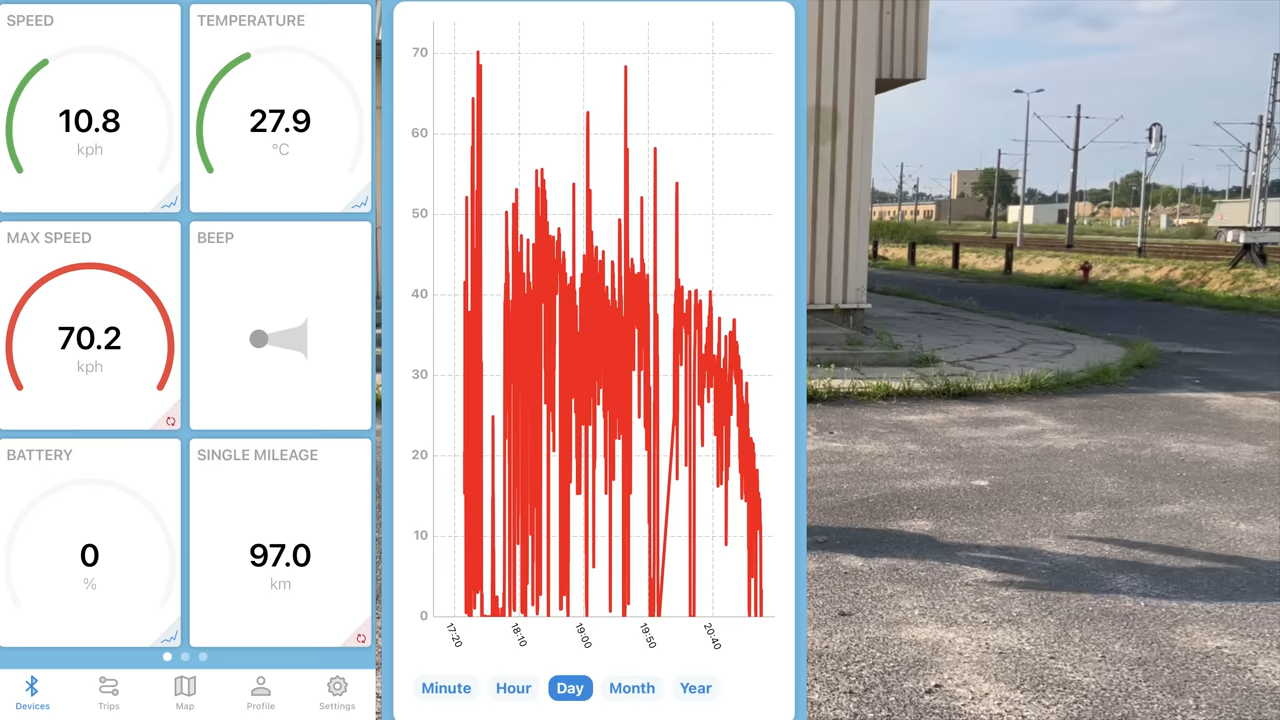 SPEED
10.8
kph
TEMPERATURE
27.9
°C
MAX SPEED
70.2
kph
BEEP
BATTERY
0
%
SINGLE MILEAGE
97.0
km
Devices
Trips
Map
Profile
Settings
70
60
50
40
30
20
10
0
17:20
18:10
19:00
19:50
20:40
Minute
Hour
Day
Month
Year